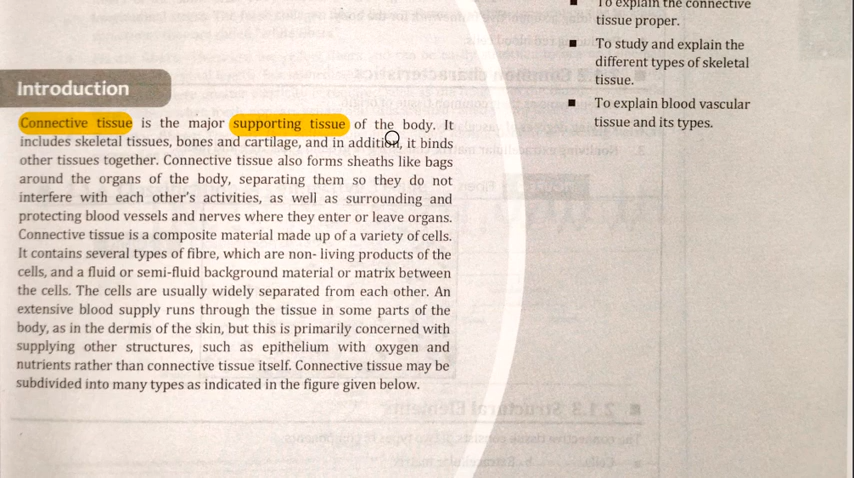 Introduction
Connective tissue is the major supporting tissue of the body. It
includes skeletal tissues, bones and cartilage, and in addition, it binds
other tissues together. Connective tissue also forms sheaths like bags
around the organs of the body, separating them so they do not
interfere with each other's activities, as well as surrounding and
protecting blood vessels and nerves where they enter or leave organs.
Connective tissue is a composite material made up of a variety of cells.
It contains several types of fibre, which are non- living products of the
cells, and a fluid or semi-fluid background material or matrix between
the cells. The cells are usually widely separated from each other. An
extensive blood supply runs through the tissue in some parts of the
body, as in the dermis of the skin, but this is primarily concerned with
supplying other structures, such as epithelium with oxygen and
nutrients rather than connective tissue itself. Connective tissue may be
subdivided into many types as indicated in the figure given below.
■ To explain the connective
tissue proper.
■ To study and explain the
different types of skeletal
tissue.
■ To explain blood vascular
tissue and its types.